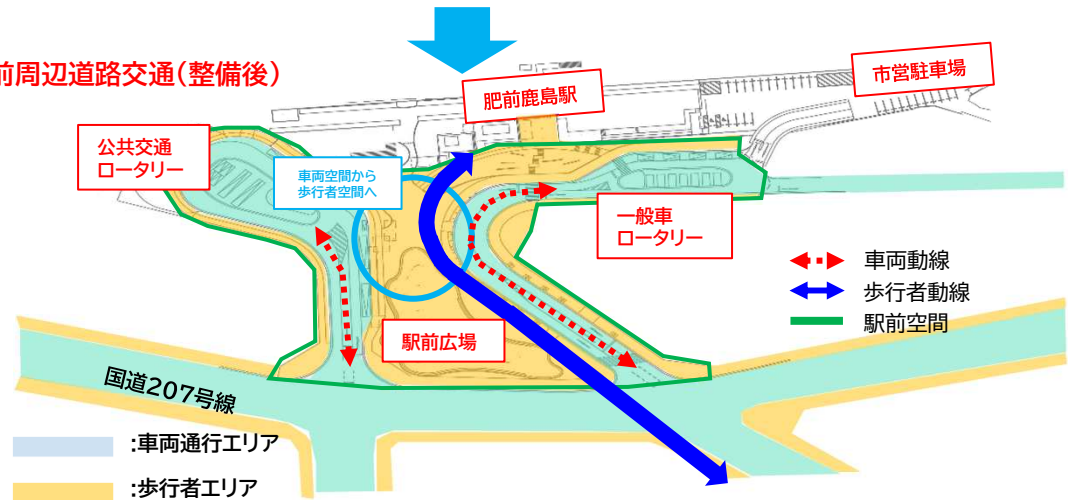 前周辺道路交通(整備後)
肥前鹿島駅
市営駐車場
公共交通
ロータリー
車両空間から
歩行者空間へ
一般車
ロータリー
車両動線
歩行者動線
駅前空間
駅前広場
国道207号線
:車両通行エリア
:歩行者エリア